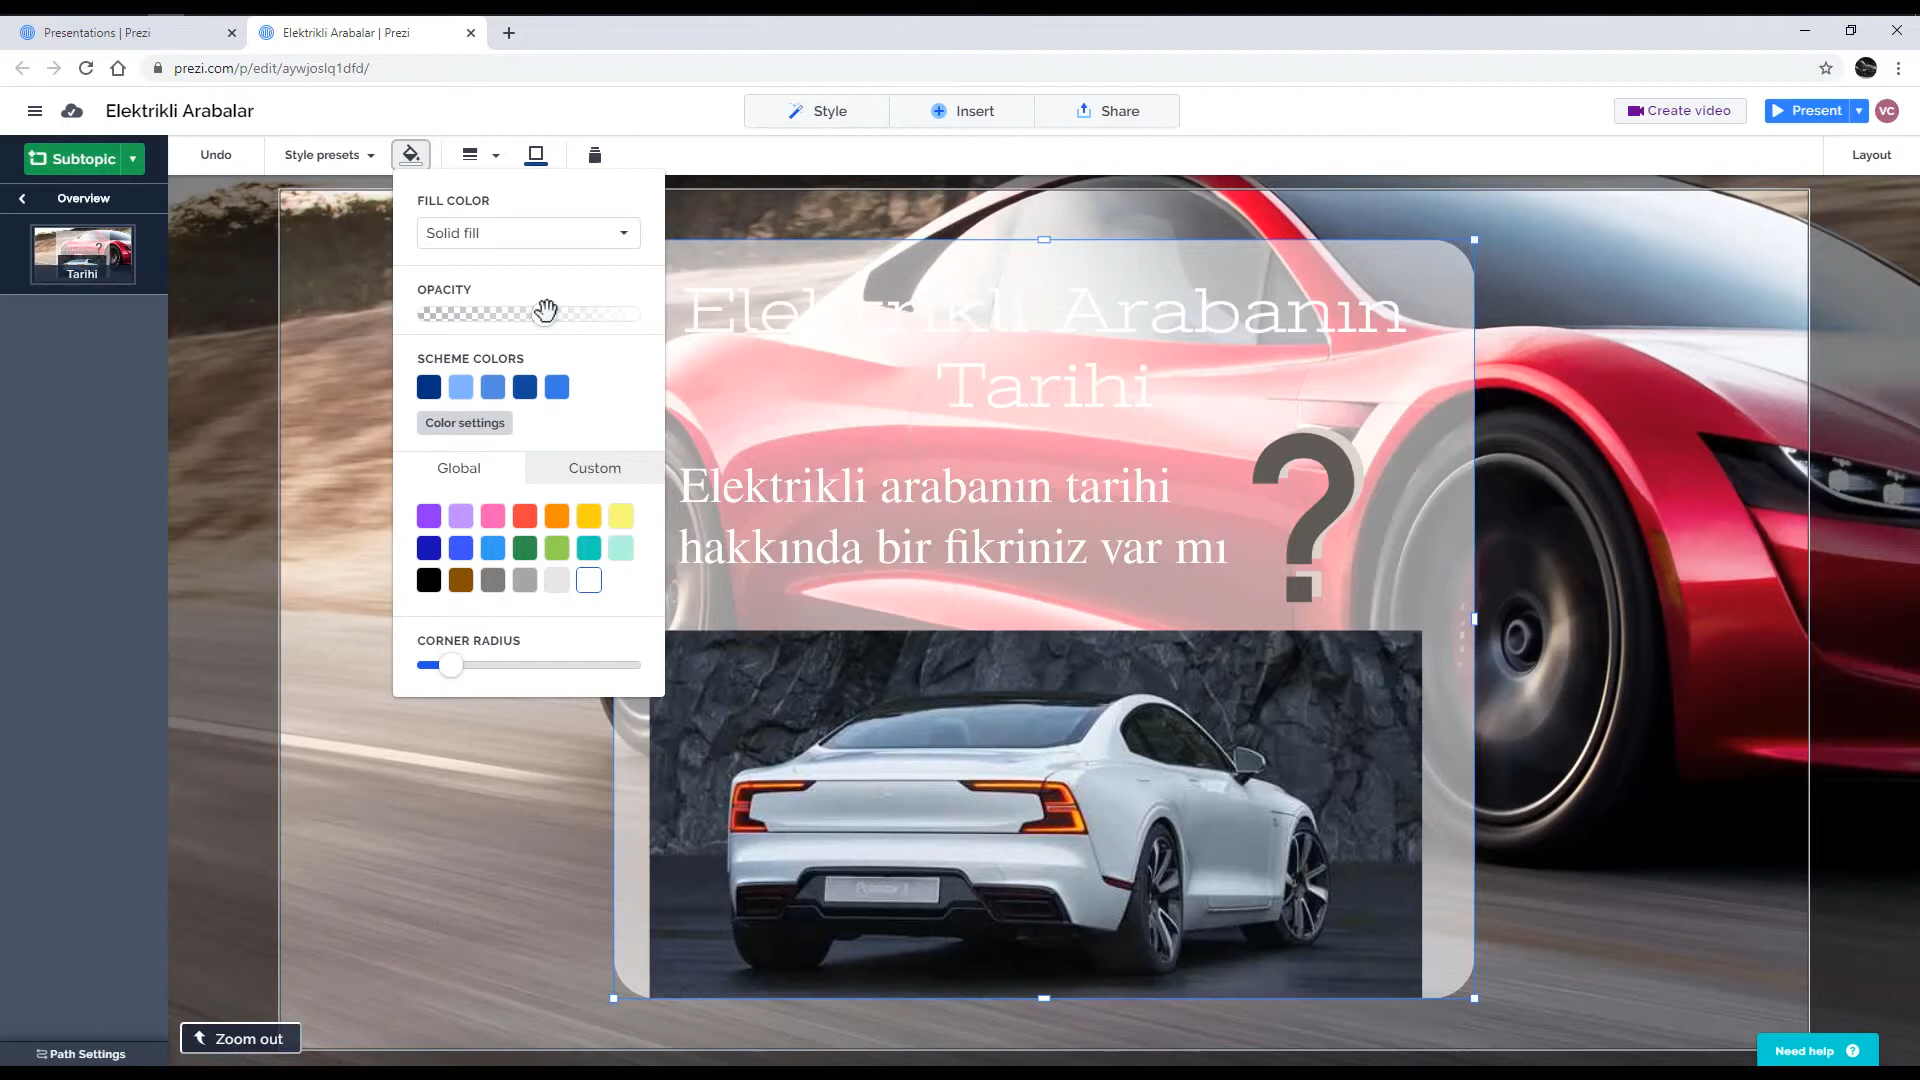 Presentations | Prezi
Elektrikli Arabalar | Prezi
prezi.com/p/edit/aywjoslq1dfd/
Elektrikli Arabalar
Style
Insert
Share
Create video
Present
VC
Subtopic
Undo
Style presets
Layout
Overview
Tarihi
FILL COLOR
Solid fill
OPACITY
SCHEME COLORS
Color settings
Global
Custom
CORNER RADIUS
Elektrikli Arabanın
Tarihi
Elektrikli arabanın tarihi
hakkında bir fikriniz var mı
?
Zoom out
Path Settings
Need help ?